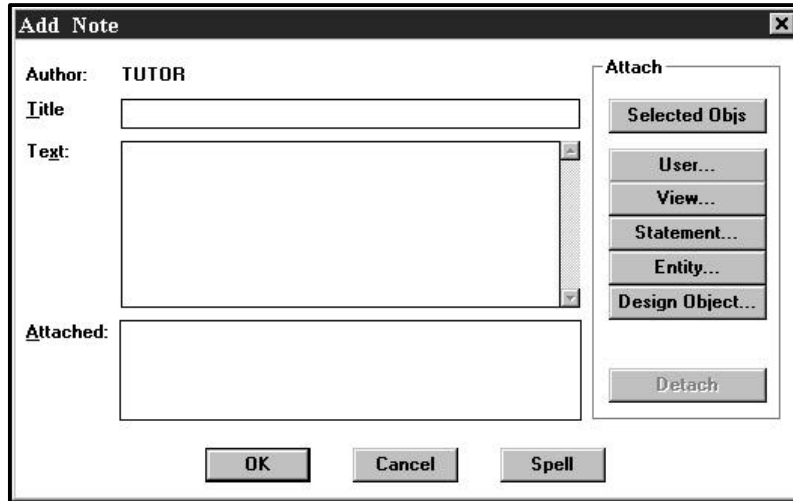 Add Note
Author: TUTOR
Title
Text:
Attached:
Attach
Selected Objs
User...
View...
Statement...
Entity...
Design Object...
Detach
OK Cancel Spell